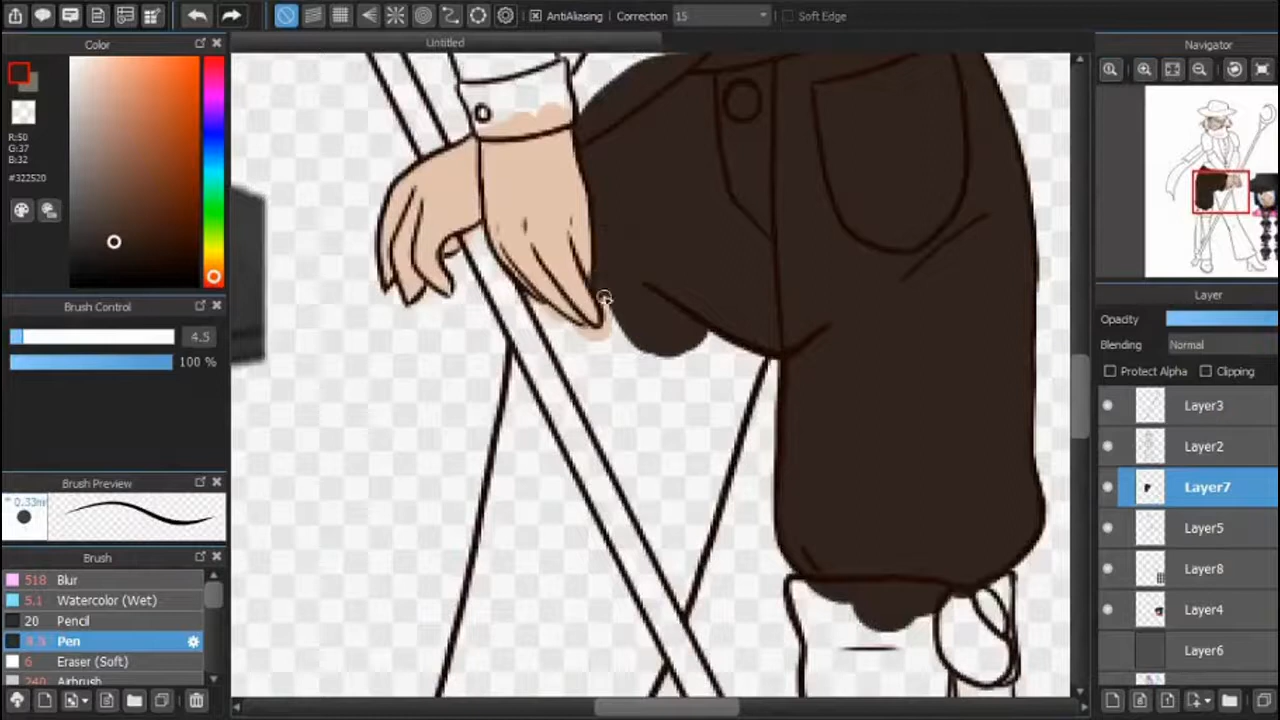 AntiAliasing Correction 15 Soft Edge
Color
Untitled
Navigator
R:50
G:37
B:32
#322520
Brush Control
4.5
100 %
Layer
Opacity
Blending Normal
Protect Alpha Clipping
Layer3
Layer2
Layer7
Layer5
Layer8
Layer4
Layer6
Brush Preview
0.33m
Brush
518 Blur
5.1 Watercolor (Wet)
20 Pencil
Pen
6 Eraser (Soft)
240 Airbrush